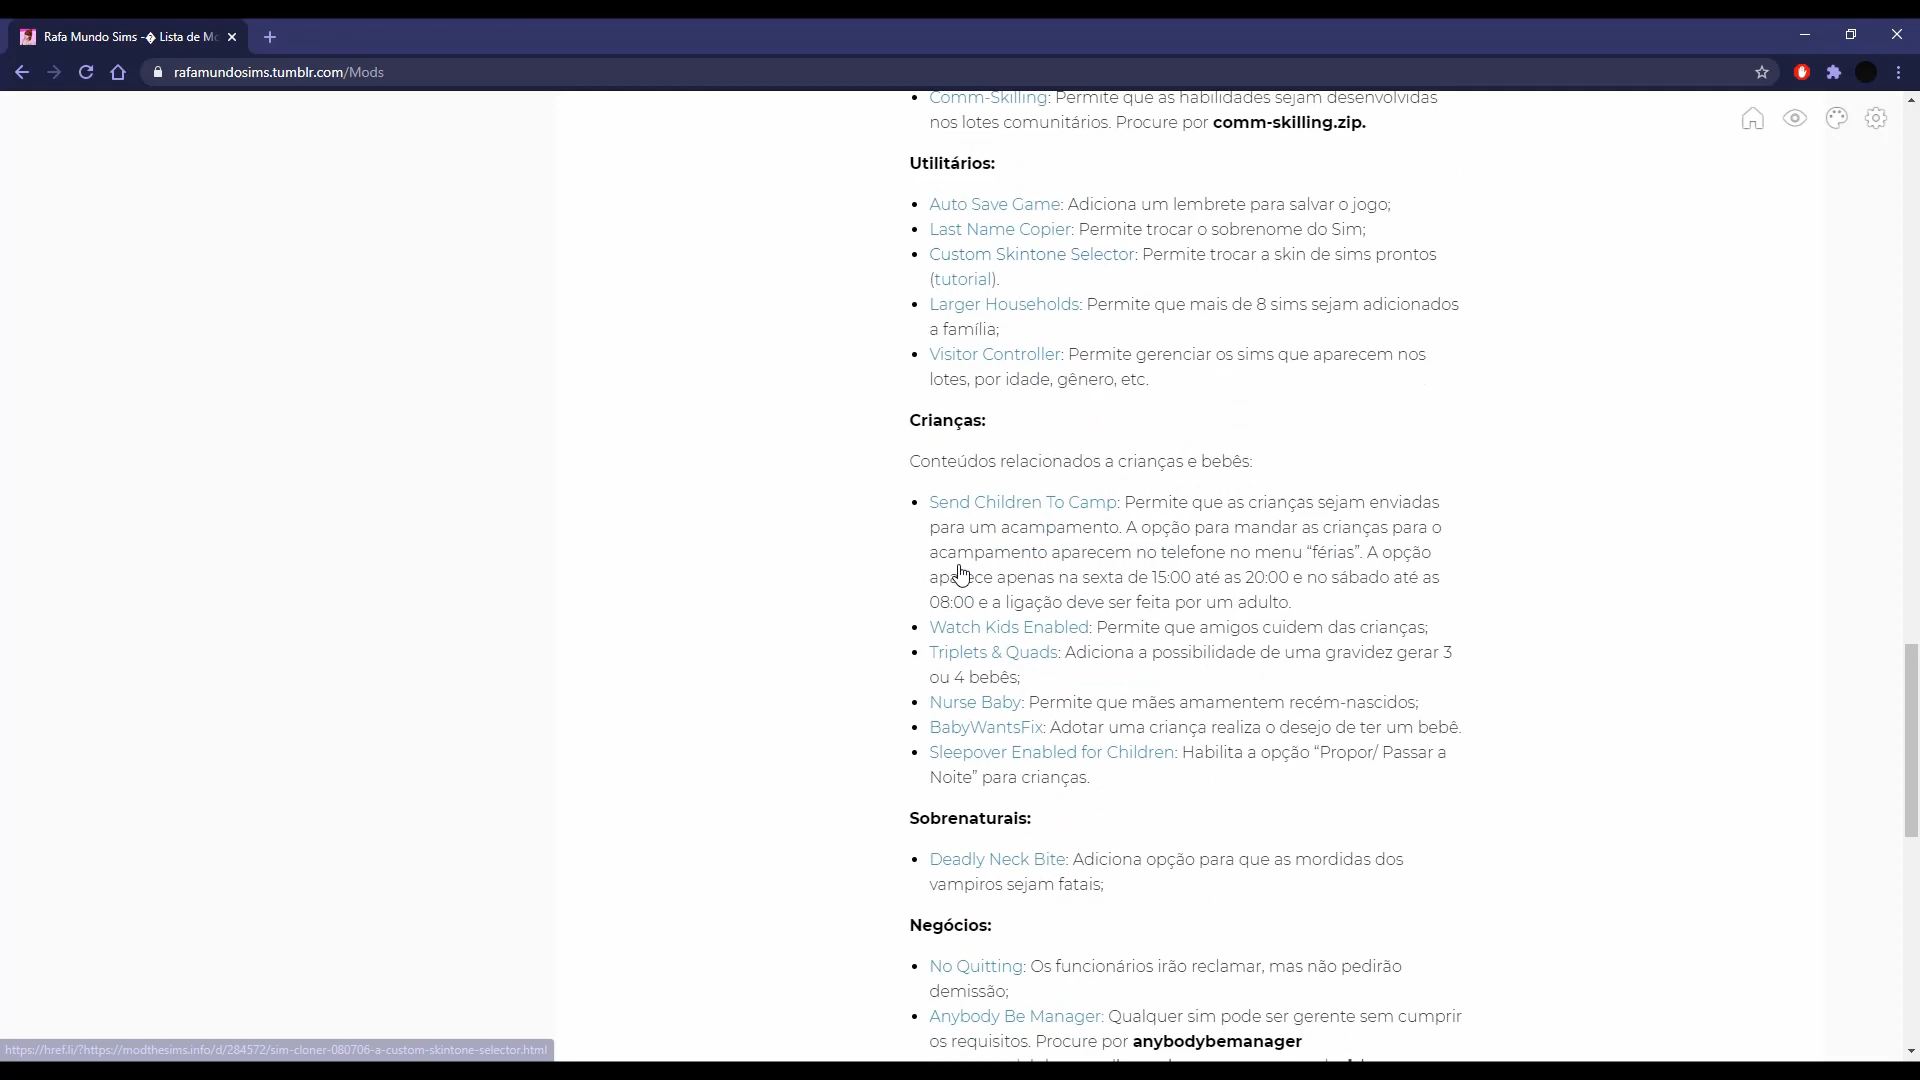 Rafa Mundo Sims -� Lista de Mo
rafamundosims.tumblr.com/Mods
Comm-Skilling: Permite que as habilidades sejam desenvolvidas
nos lotes comunitários. Procure por comm-skilling.zip.
Utilitários:
Auto Save Game: Adiciona um lembrete para salvar o jogo;
Last Name Copier: Permite trocar o sobrenome do Sim;
Custom Skintone Selector: Permite trocar a skin de sims prontos
(tutorial).
Larger Households: Permite que mais de 8 sims sejam adicionados
a família;
Visitor Controller: Permite gerenciar os sims que aparecem nos
lotes, por idade, gênero, etc.
Crianças:
Conteúdos relacionados a crianças e bebês:
Send Children To Camp: Permite que as crianças sejam enviadas
para um acampamento. A opção para mandar as crianças para o
acampamento aparecem no telefone no menu “férias”. A opção
aparece apenas na sexta de 15:00 até as 20:00 e no sábado até as
08:00 e a ligação deve ser feita por um adulto.
Watch Kids Enabled: Permite que amigos cuidem das crianças;
Triplets & Quads: Adiciona a possibilidade de uma gravidez gerar 3
ou 4 bebês;
Nurse Baby: Permite que mães amamentem recém-nascidos;
BabyWantsFix: Adotar uma criança realiza o desejo de ter um bebê.
Sleepover Enabled for Children: Habilita a opção “Propor/ Passar a
Noite” para crianças.
Sobrenaturais:
Deadly Neck Bite: Adiciona opção para que as mordidas dos
vampiros sejam fatais;
Negócios:
No Quitting: Os funcionários irão reclamar, mas não pedirão
demissão;
Anybody Be Manager: Qualquer sim pode ser gerente sem cumprir
os requisitos. Procure por anybodybemanager
https://href.li/?https://modthesims.info/d/284572/sim-cloner-080706-a-custom-skintone-selector.html